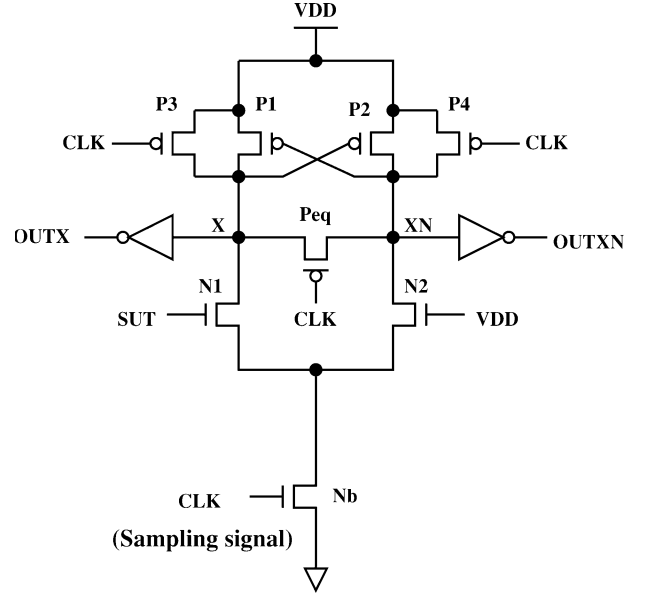 VDD
P3 P1 P2 P4
CLK CLK
OUTX X Peq XN OUTXN
N1 N2
SUT CLK VDD
CLK Nb
(Sampling signal)